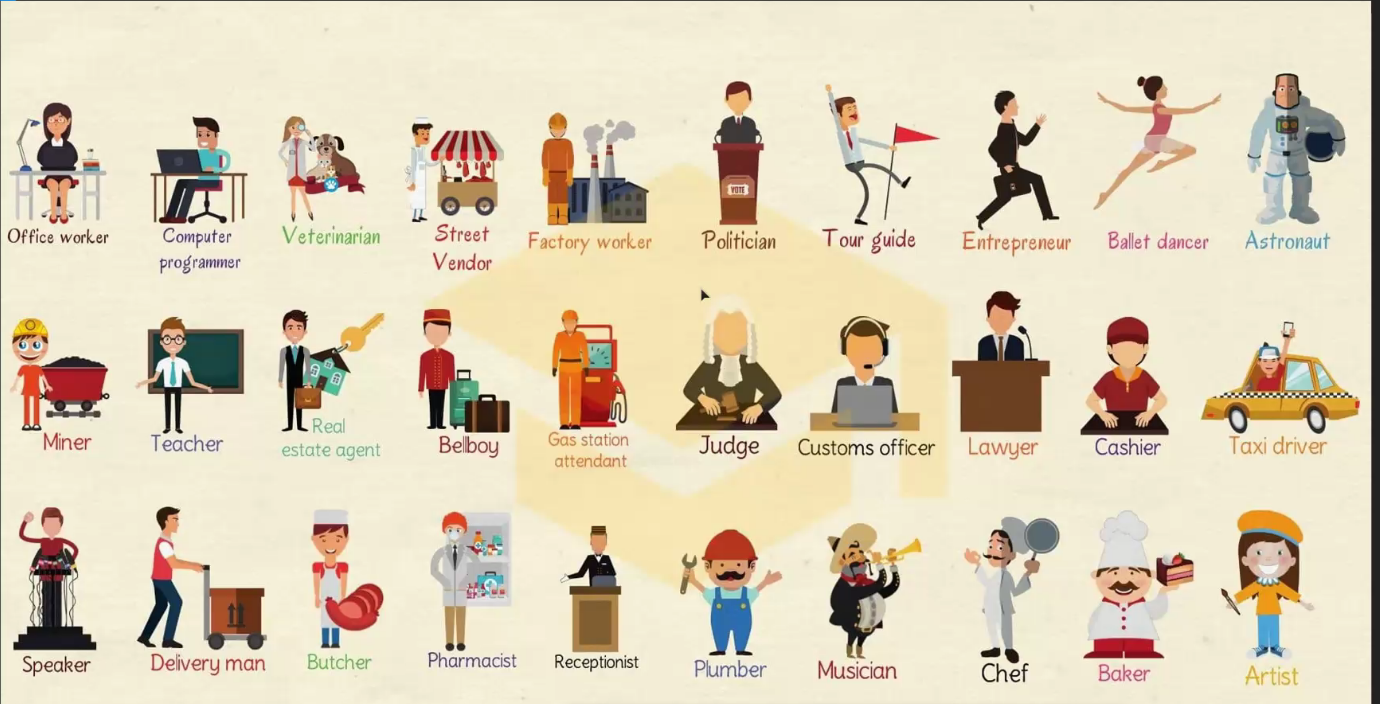 Office worker
Computer
programmer
Veterinarian
Street
Vendor
Factory worker
VOTE
Politician
Tour guide
Entrepreneur
Ballet dancer
Astronaut
Miner
Teacher
Real
estate agent
Bellboy
Gas station
attendant
Judge
Customs officer
Lawyer
Cashier
Taxi driver
Speaker
Delivery man
Butcher
Pharmacist
Receptionist
Plumber
Musician
Chef
Baker
Artist